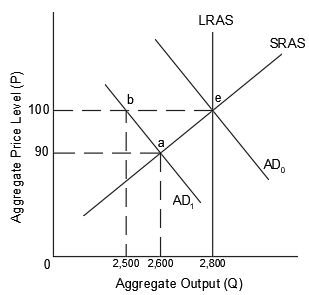 LRAS
SRAS
Aggregate Price Level (P)
b
e
100
a
90
AD₀
AD₁
0
2,500
2,600
2,800
Aggregate Output (Q)